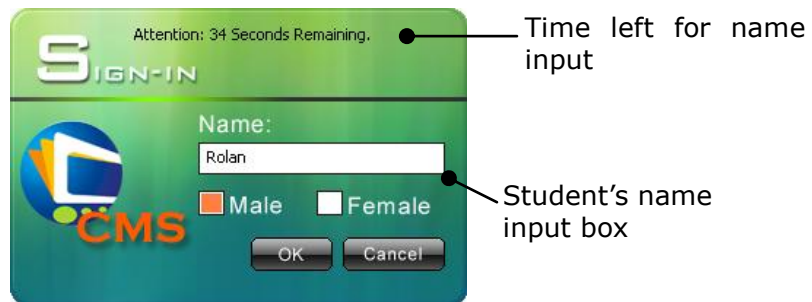 Attention: 34 Seconds Remaining.
SIGN-IN
Time left for name
input
Name:
Rolan
Male Female
CMS
OK Cancel
Student's name
input box